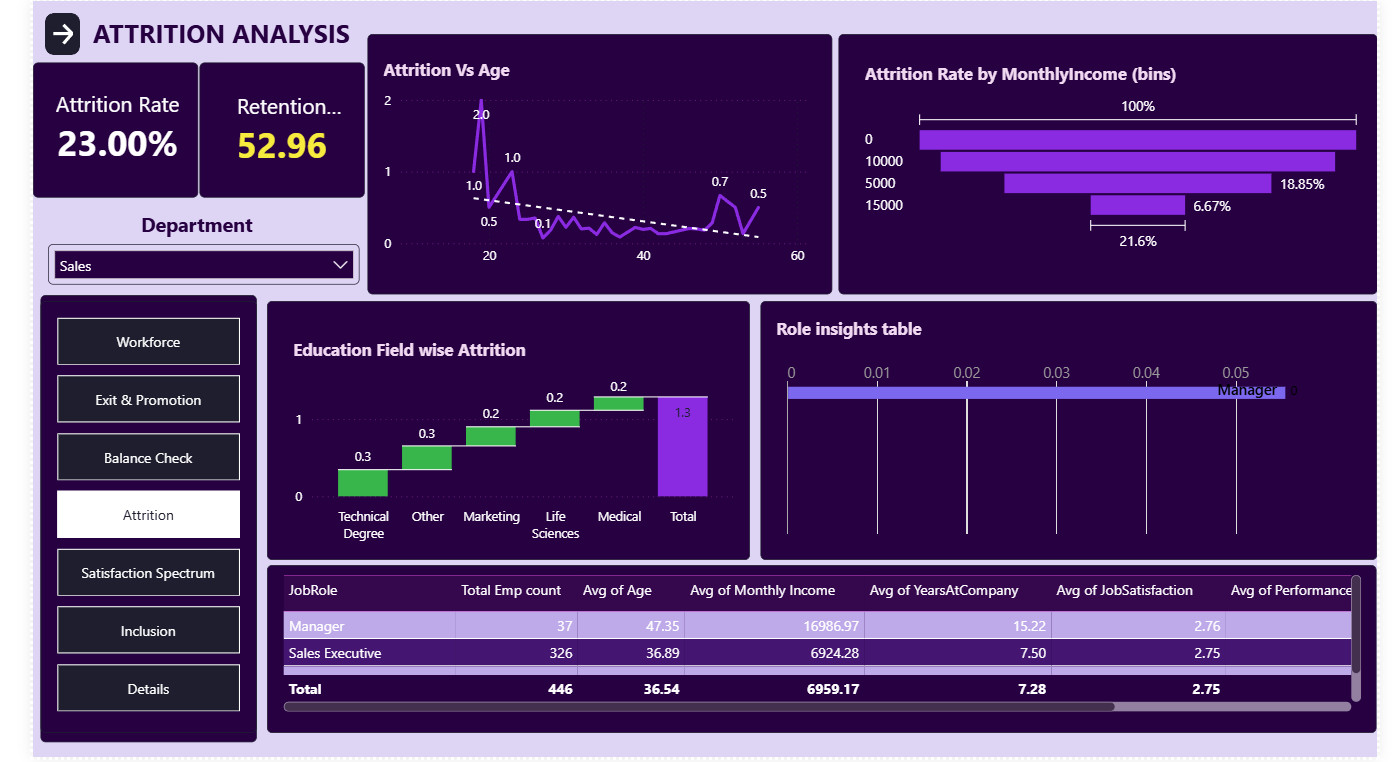 ATTRITION ANALYSIS
Attrition Rate
23.00%
Retention...
52.96
Department
Sales
Workforce
Exit & Promotion
Balance Check
Attrition
Satisfaction Spectrum
Inclusion
Details
Attrition Vs Age
2
1
0
2.0
1.0
1.0
0.5
0.1
0.7
0.5
20
40
60
Attrition Rate by MonthlyIncome (bins)
100%
0
10000
5000
18.85%
15000
6.67%
21.6%
Education Field wise Attrition
1
0
0.3
0.3
0.2
0.2
0.2
1.3
Technical
Degree
Other
Marketing
Life
Sciences
Medical
Total
Role insights table
0 0.01 0.02 0.03 0.04 0.05
Manager 0
JobRole Total Emp count Avg of Age Avg of Monthly Income Avg of YearsAtCompany Avg of JobSatisfaction Avg of Performance
Manager 37 47.35 16986.97 15.22 2.76
Sales Executive 326 36.89 6924.28 7.50 2.75
Total 446 36.54 6959.17 7.28 2.75